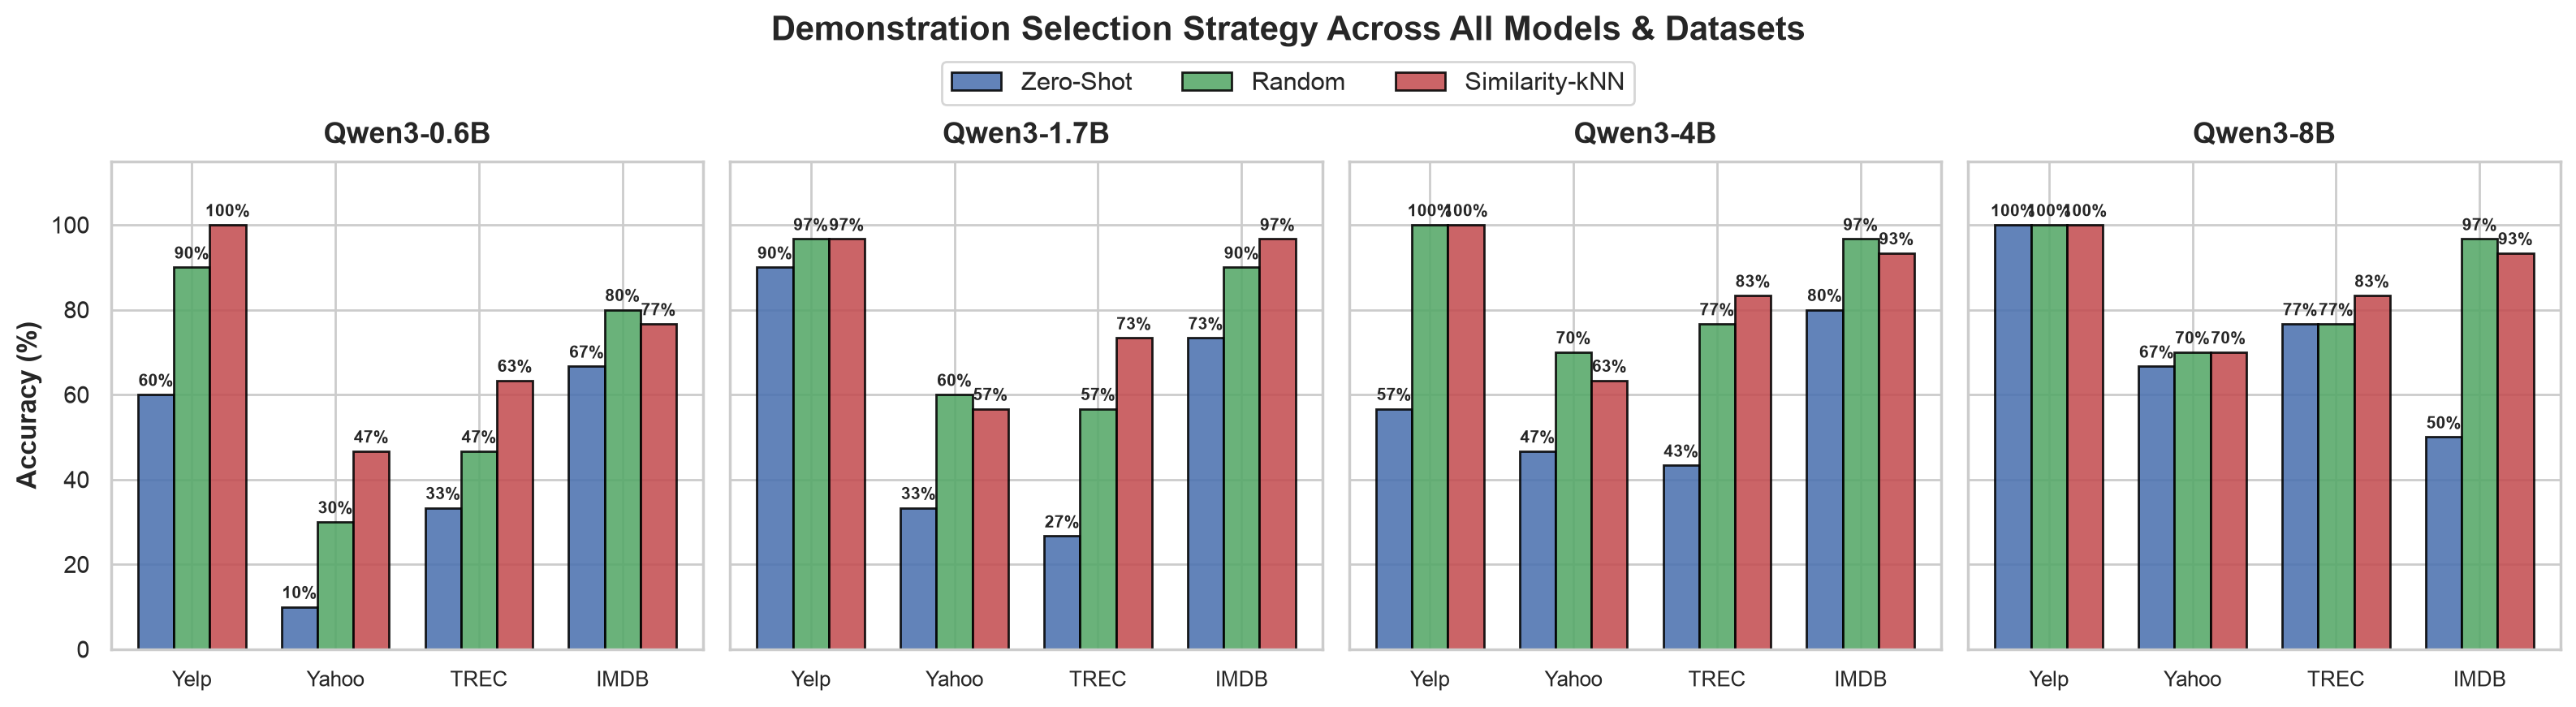 Demonstration Selection Strategy Across All Models & Datasets
Zero-Shot Random Similarity-kNN
Qwen3-0.6B
Accuracy (%)
100
80
60
40
20
0
60% 90% 100%
10% 30% 47%
33% 47% 63%
67% 80% 77%
Yelp Yahoo TREC IMDB
Qwen3-1.7B
90% 97% 97%
33% 60% 57%
27% 57% 73%
73% 90% 97%
Yelp Yahoo TREC IMDB
Qwen3-4B
57% 100% 100%
47% 70% 63%
43% 77% 83%
80% 97% 93%
Yelp Yahoo TREC IMDB
Qwen3-8B
100% 100% 100%
67% 70% 70%
77% 77% 83%
50% 97% 93%
Yelp Yahoo TREC IMDB